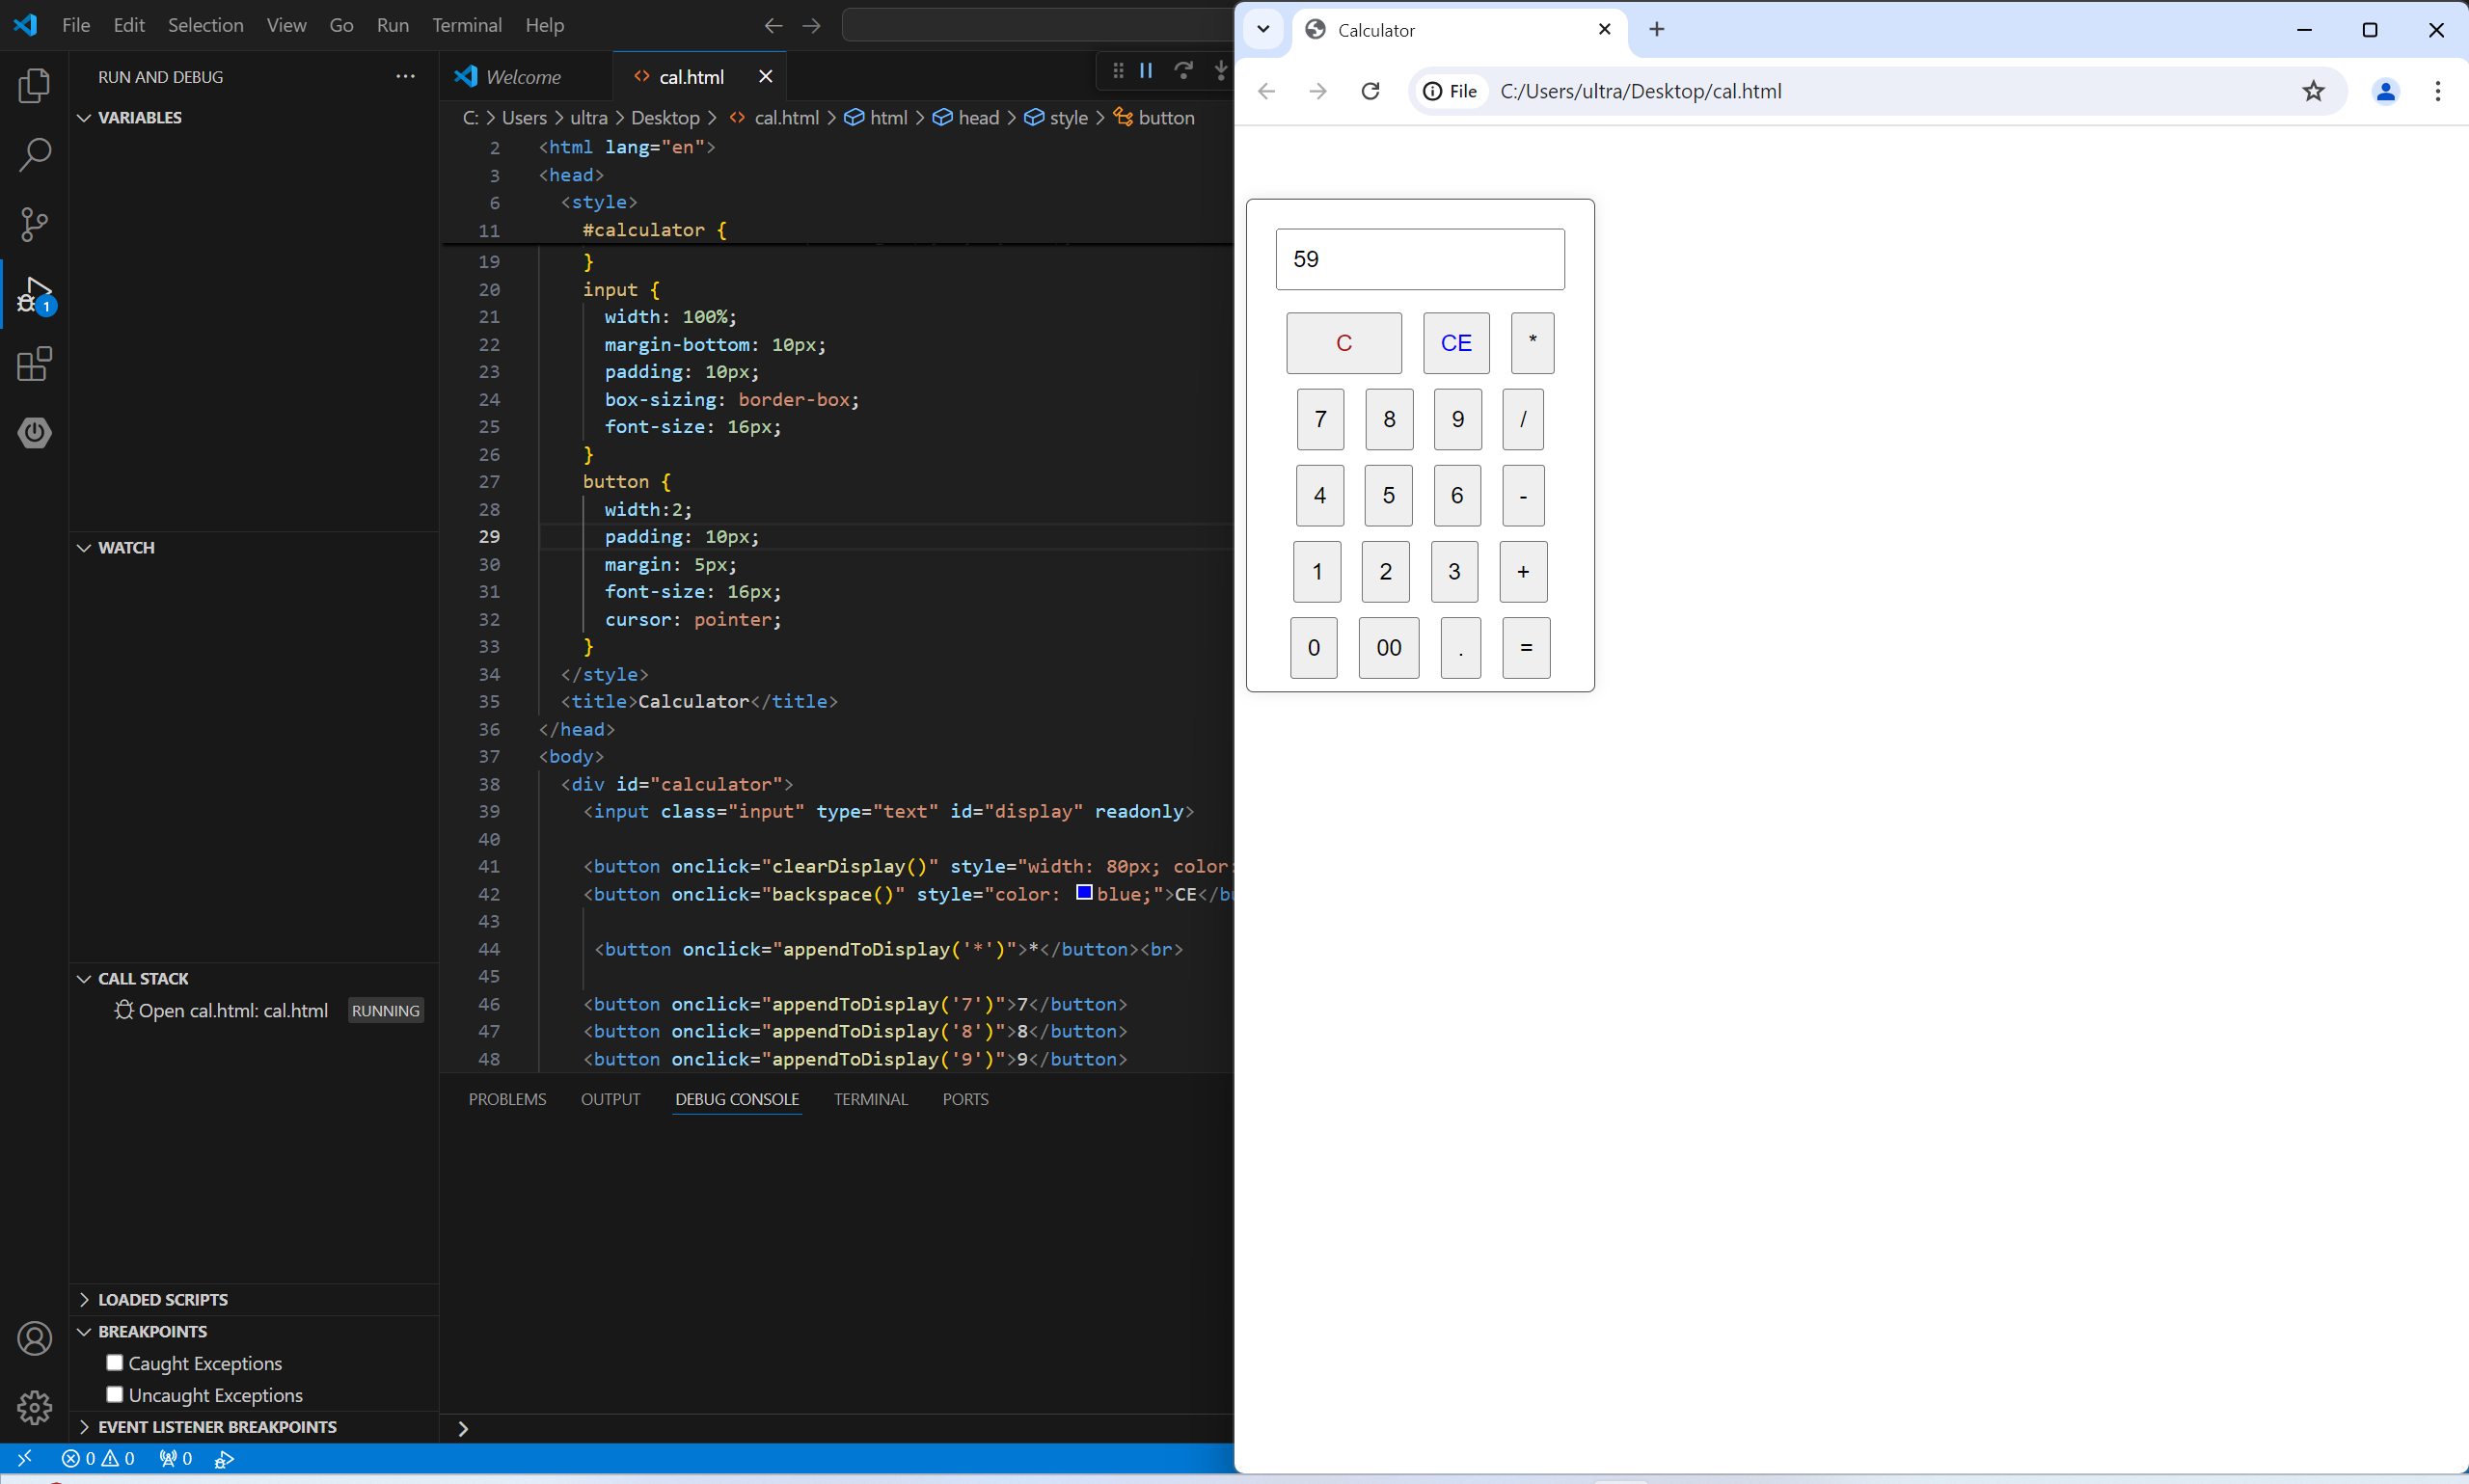 File Edit Selection View Go Run Terminal Help
RUN AND DEBUG
VARIABLES
WATCH
CALL STACK
Open cal.html: cal.html RUNNING
LOADED SCRIPTS
BREAKPOINTS
Caught Exceptions
Uncaught Exceptions
EVENT LISTENER BREAKPOINTS
1
Welcome cal.html
C: > Users > ultra > Desktop > cal.html > html > head > style > button
2 <html lang="en">
3 <head>
6 <style>
11 #calculator {
19 }
20 input {
21 width: 100%;
22 margin-bottom: 10px;
23 padding: 10px;
24 box-sizing: border-box;
25 font-size: 16px;
26 }
27 button {
28 width:2;
29 padding: 10px;
30 margin: 5px;
31 font-size: 16px;
32 cursor: pointer;
33 }
34 </style>
35 <title>Calculator</title>
36 </head>
37 <body>
38 <div id="calculator">
39 <input class="input" type="text" id="display" readonly>
40
41 <button onclick="clearDisplay()" style="width: 80px; color:
42 <button onclick="backspace()" style="color: blue;">CE</bu
43
44 <button onclick="appendToDisplay('*')">*</button><br>
45
46 <button onclick="appendToDisplay('7')">7</button>
47 <button onclick="appendToDisplay('8')">8</button>
48 <button onclick="appendToDisplay('9')">9</button>
PROBLEMS OUTPUT DEBUG CONSOLE TERMINAL PORTS
0 0 0
Calculator
File C:/Users/ultra/Desktop/cal.html
59
C CE *
7 8 9 /
4 5 6 -
1 2 3 +
0 00 . =